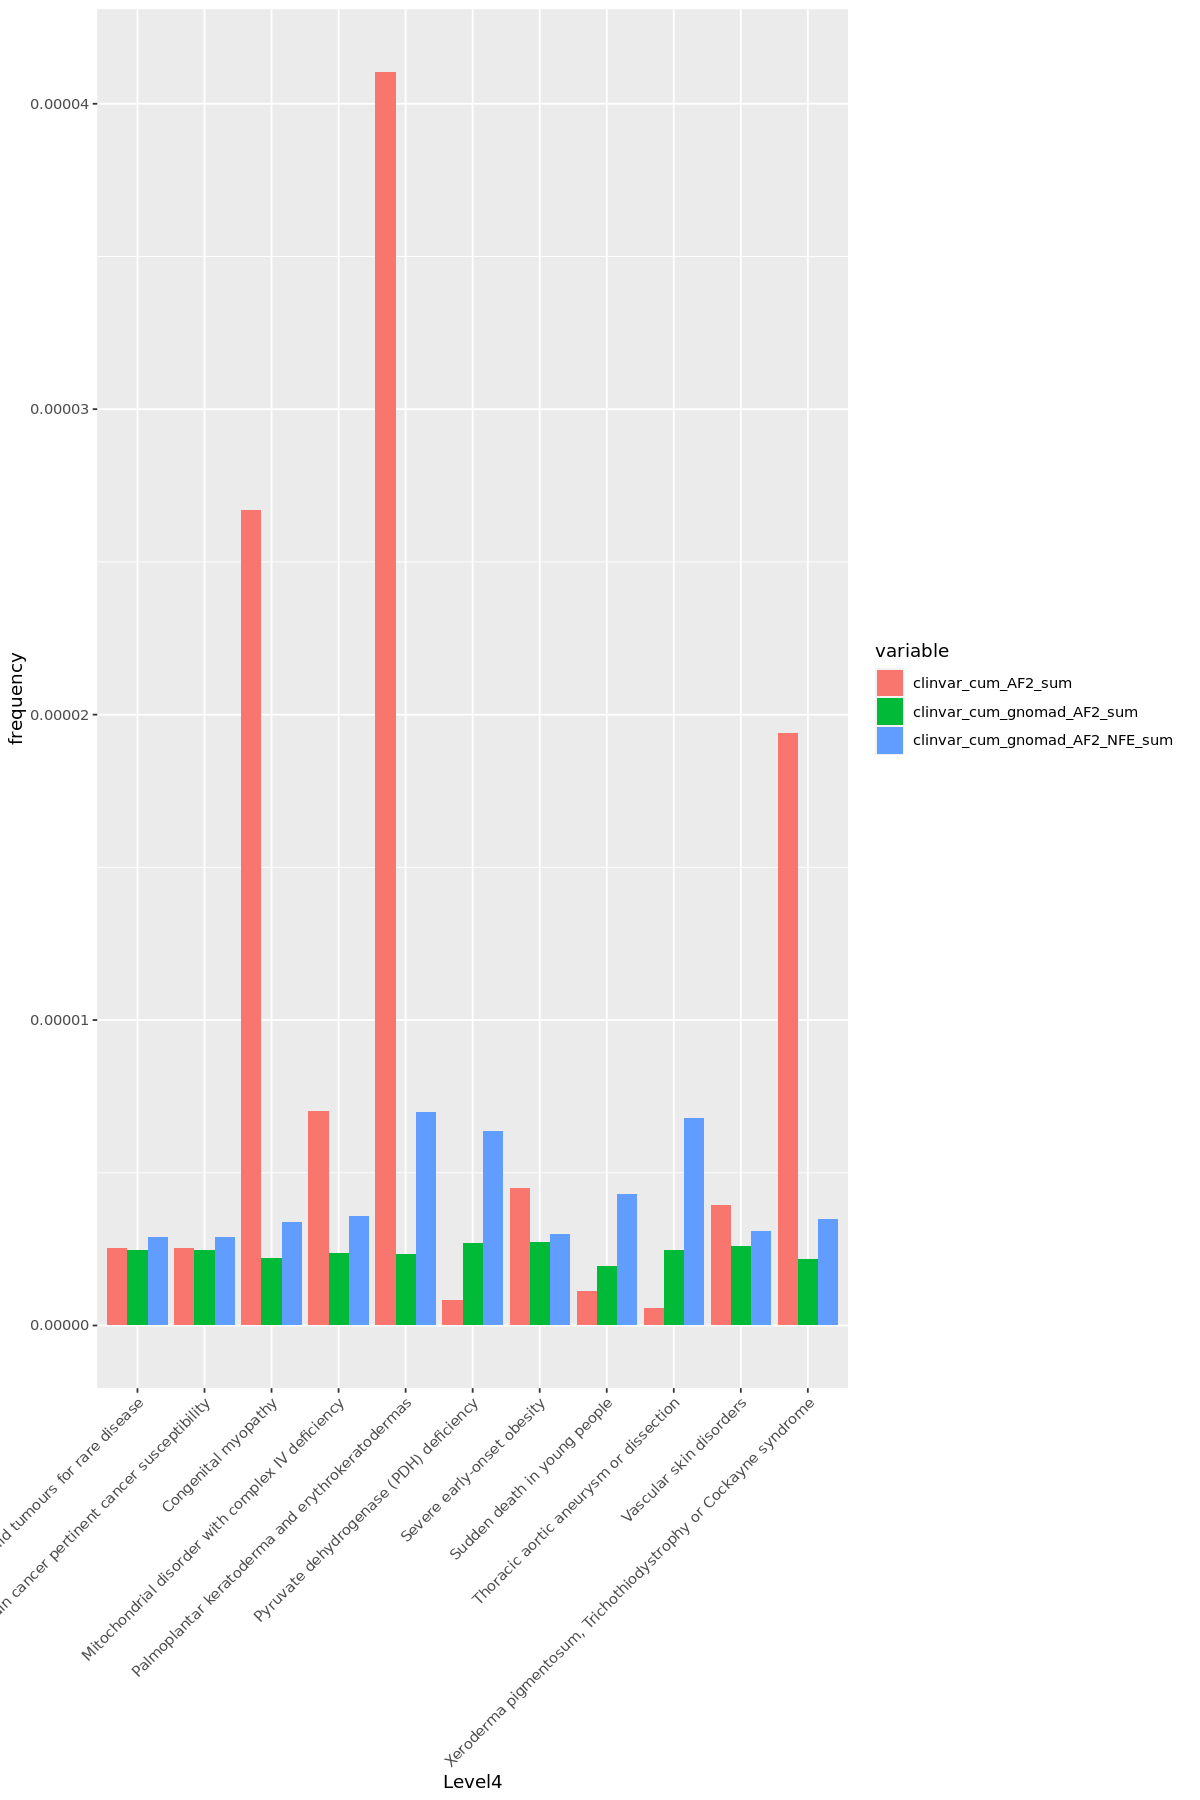 0.00004
0.00003
0.00002
0.00001
0.00000
frequency
variable
clinvar_cum_AF2_sum
clinvar_cum_gnomad_AF2_sum
clinvar_cum_gnomad_AF2_NFE_sum
tumours for rare disease
cancer pertinent cancer susceptibility
Congenital myopathy
Mitochondrial disorder with complex IV deficiency
Palmoplantar keratoderma and erythrokeratodermas
Pyruvate dehydrogenase (PDH) deficiency
Severe early-onset obesity
Sudden death in young people
Thoracic aortic aneurysm or dissection
Vascular skin disorders
Xeroderma pigmentosum, Trichothiodystrophy or Cockayne syndrome
Level4